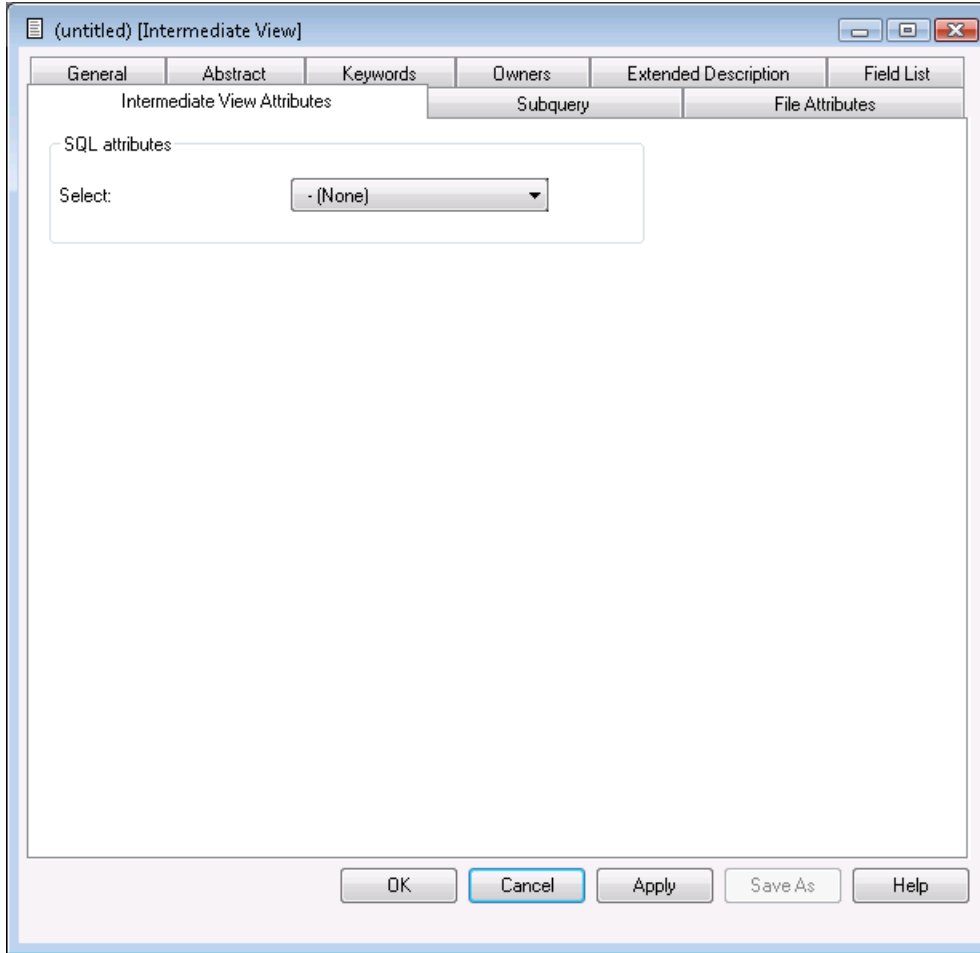 (untitled) [Intermediate View]
General Abstract Keywords Owners Extended Description Field List
Intermediate View Attributes Subquery File Attributes
SQL attributes
Select: - (None)
OK Cancel Apply Save As Help